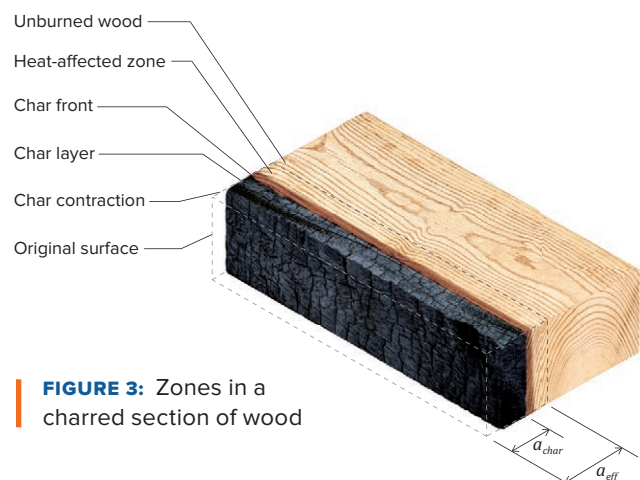 Unburned wood
Heat-affected zone
Char front
Char layer
Char contraction
Original surface
FIGURE 3: Zones in a
charred section of wood
a_char
a_eff